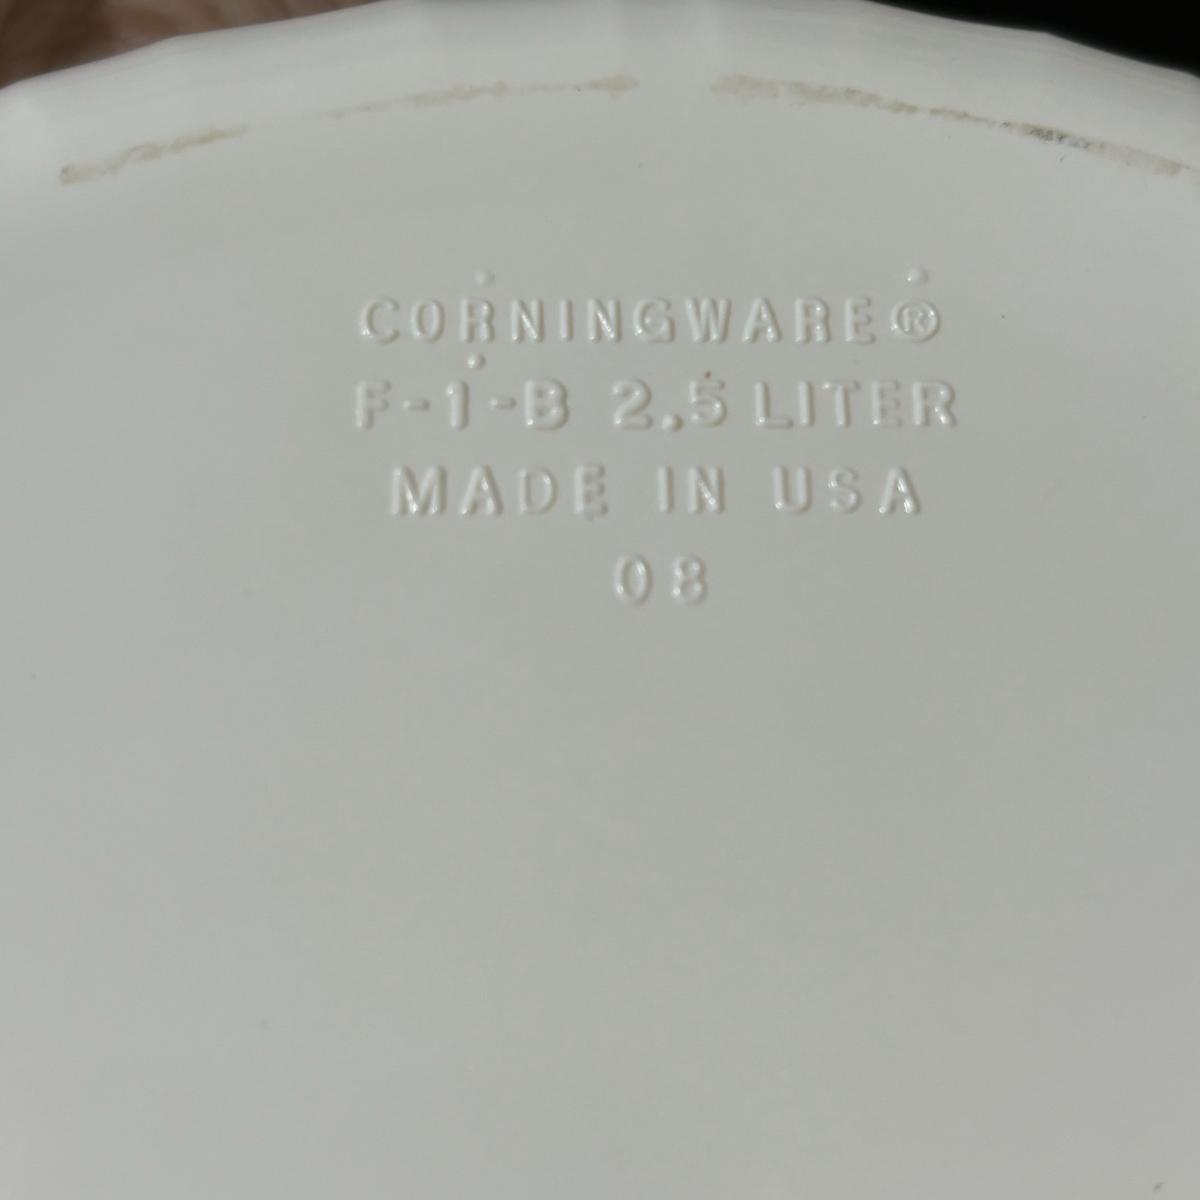 CORNINGWARE®
F-1-B 2.5 LITER
MADE IN USA
08